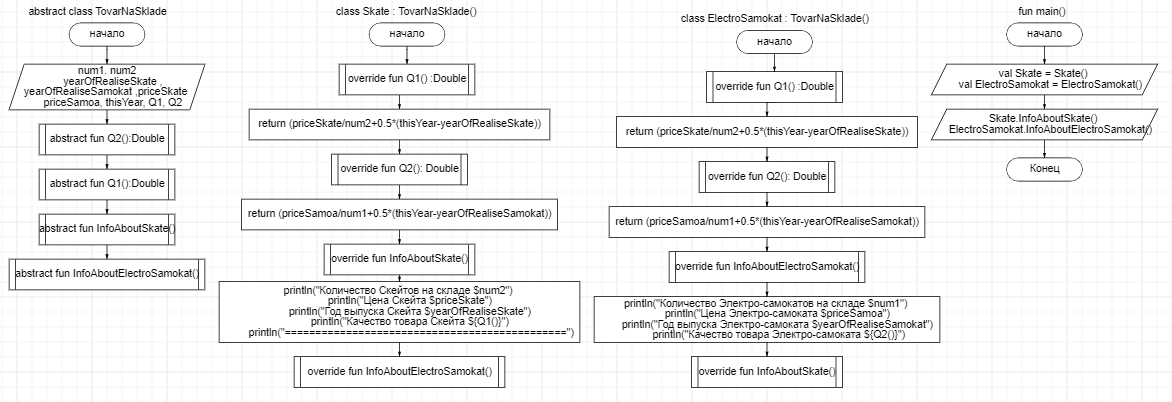 abstract class TovarNaSklade
начало
num1. num2
yearOfRealiseSkate ,
yearOfRealiseSamokat ,priceSkate
priceSamoa, thisYear, Q1, Q2
abstract fun Q2():Double
abstract fun Q1():Double
abstract fun InfoAboutSkate()
abstract fun InfoAboutElectroSamokat()
class Skate : TovarNaSklade()
начало
override fun Q1() :Double
return (priceSkate/num2+0.5*(thisYear-yearOfRealiseSkate))
override fun Q2(): Double
return (priceSamoa/num1+0.5*(thisYear-yearOfRealiseSamokat))
override fun InfoAboutSkate()
println("Количество Скейтов на складе $num2")
println("Цена Скейта $priceSkate")
println("Год выпуска Скейта $yearOfRealiseSkate")
println("Качество товара Скейта ${Q1()}")
println("===============================================")
override fun InfoAboutElectroSamokat()
class ElectroSamokat : TovarNaSklade()
начало
override fun Q1() :Double
return (priceSkate/num2+0.5*(thisYear-yearOfRealiseSkate))
override fun Q2(): Double
return (priceSamoa/num1+0.5*(thisYear-yearOfRealiseSamokat))
override fun InfoAboutElectroSamokat()
println("Количество Электро-самокатов на складе $num1")
println("Цена Электро-самоката $priceSamoa")
println("Год выпуска Электро-самоката $yearOfRealiseSamokat")
println("Качество товара Электро-самоката ${Q2()}")
override fun InfoAboutSkate()
fun main()
начало
val Skate = Skate()
val ElectroSamokat = ElectroSamokat()
Skate.InfoAboutSkate()
ElectroSamokat.InfoAboutElectroSamokat()
Конец